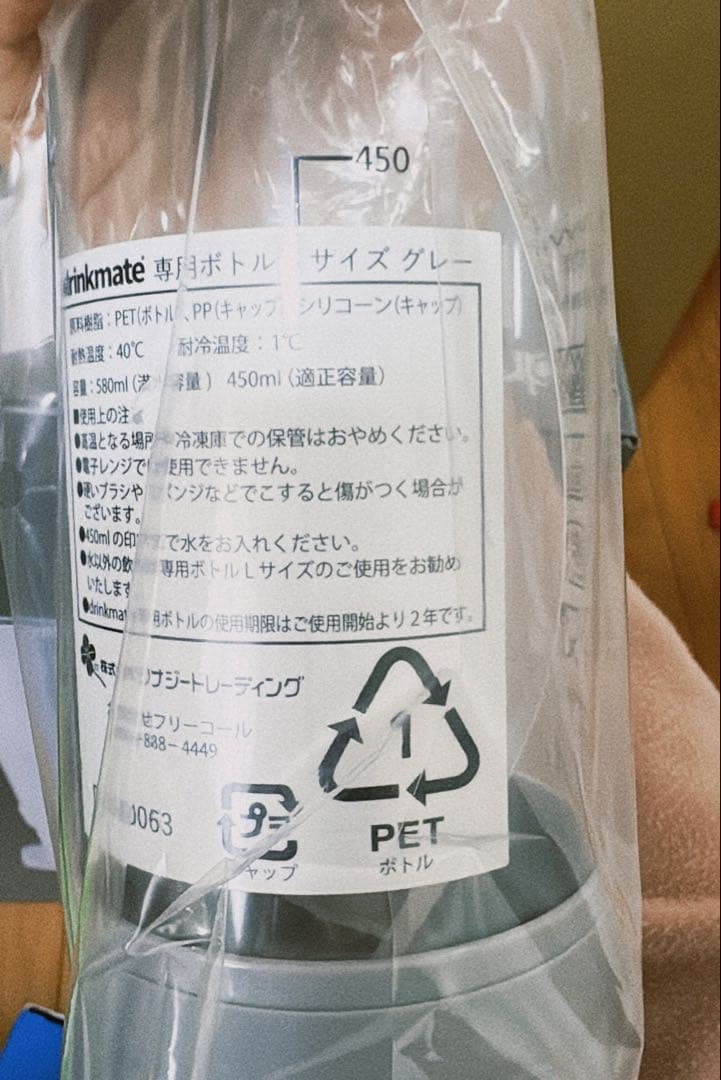 450
drinkmate 専用ボトル サイズ グレー
原料樹脂：PET(ボトル)、PP(キャップ) シリコーン(キャップ)
耐熱温度：40℃ 耐冷温度：1℃
容量：580ml (容量) 450ml (適正容量)
■使用上の注
●高温となる場所 冷凍庫での保管はおやめください。
●電子レンジで 使用できません。
●硬いブラシや ポンジなどでこすると傷がつく場合が
ございます。
●450mlの印 で水をお入れください。
●水以外の飲 専用ボトルLサイズのご使用をお勧め
いたします
●drinkmate 用ボトルの使用期限はご使用開始より2年です。
株式 ナジートレーディング
せフリーコール
-888-4449
0063
プラ
キャップ
1
PET
ボトル